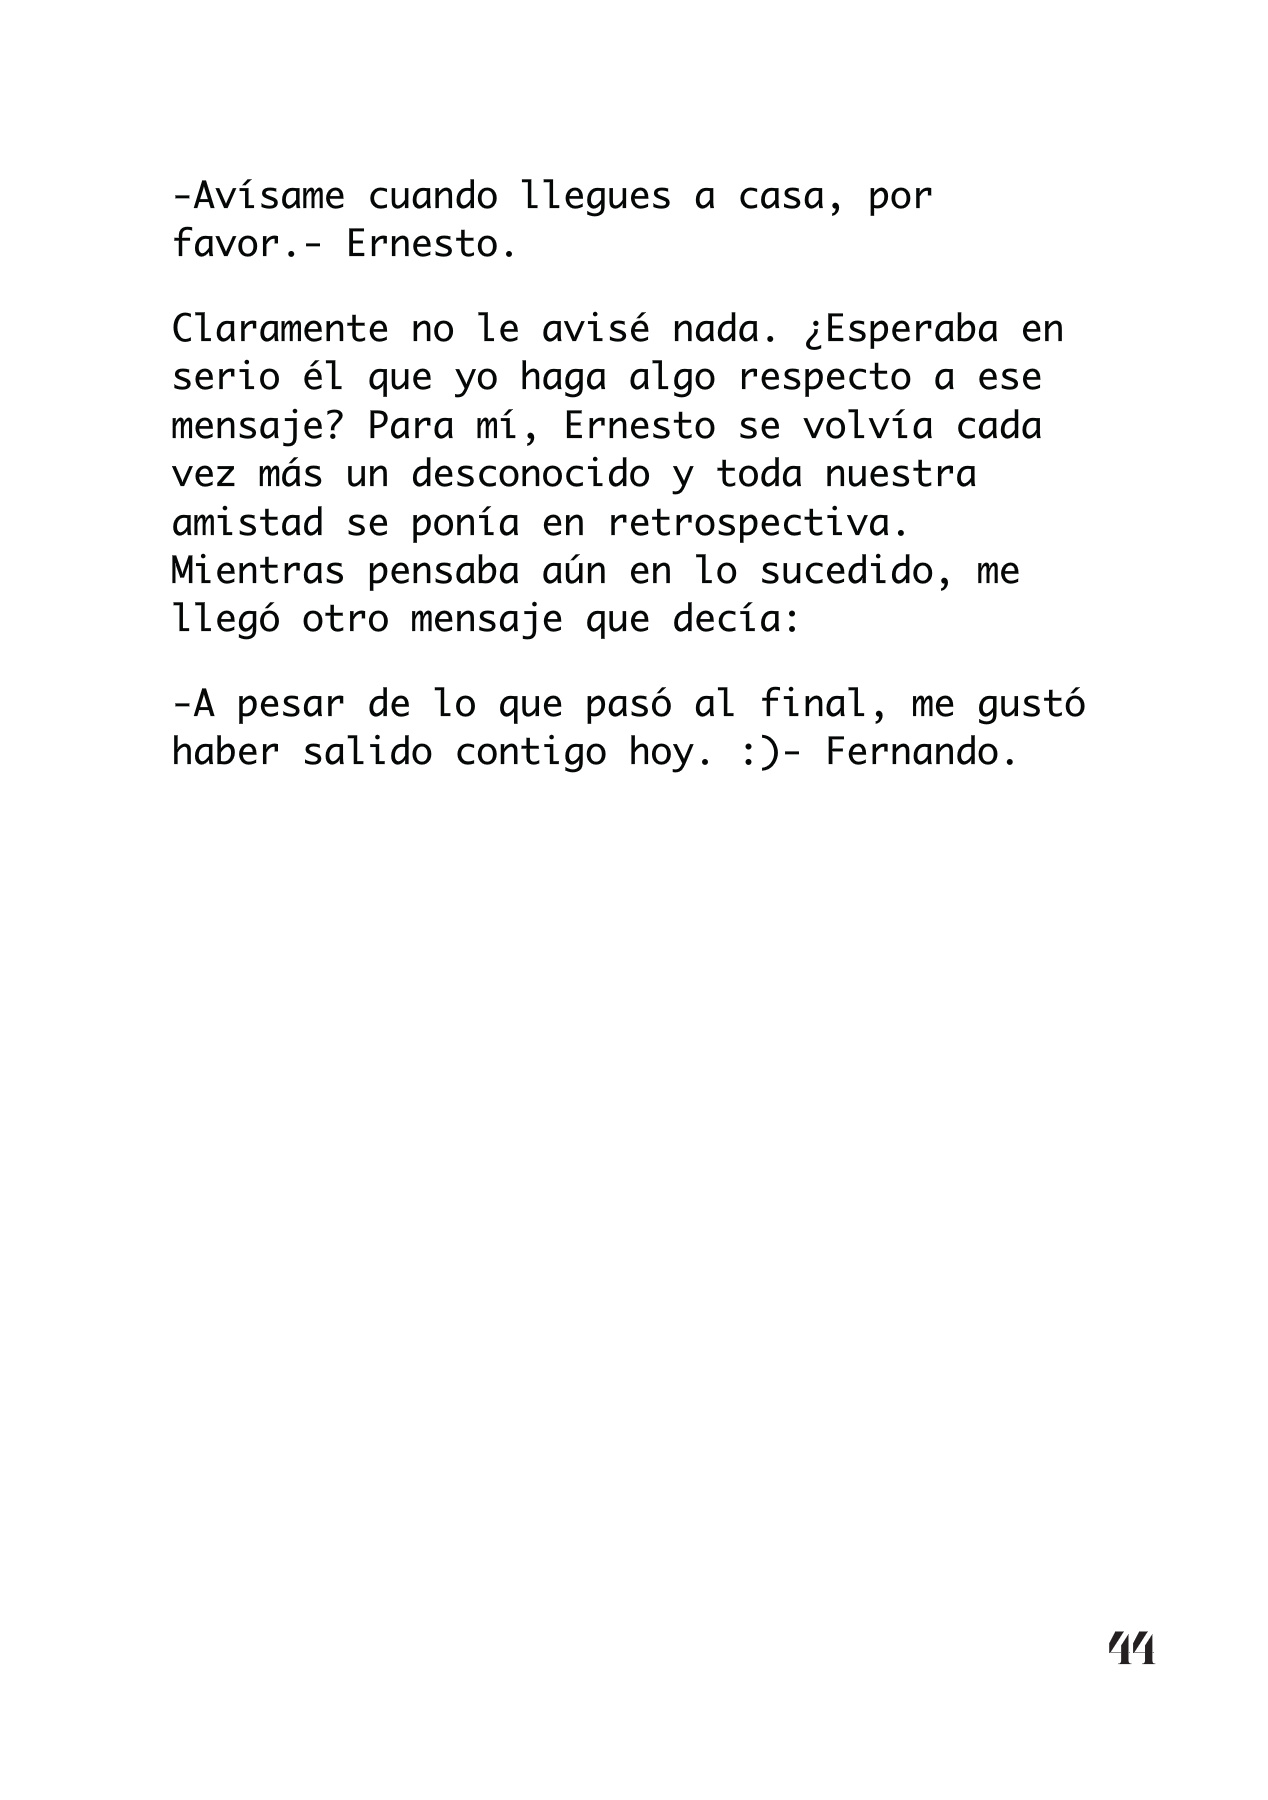 -Avísame cuando llegues a casa, por
favor.- Ernesto.
Claramente no le avisé nada. ¿Esperaba en
serio él que yo haga algo respecto a ese
mensaje? Para mí, Ernesto se volvía cada
vez más un desconocido y toda nuestra
amistad se ponía en retrospectiva.
Mientras pensaba aún en lo sucedido, me
llegó otro mensaje que decía:
-A pesar de lo que pasó al final, me gustó
haber salido contigo hoy. :)- Fernando.
44